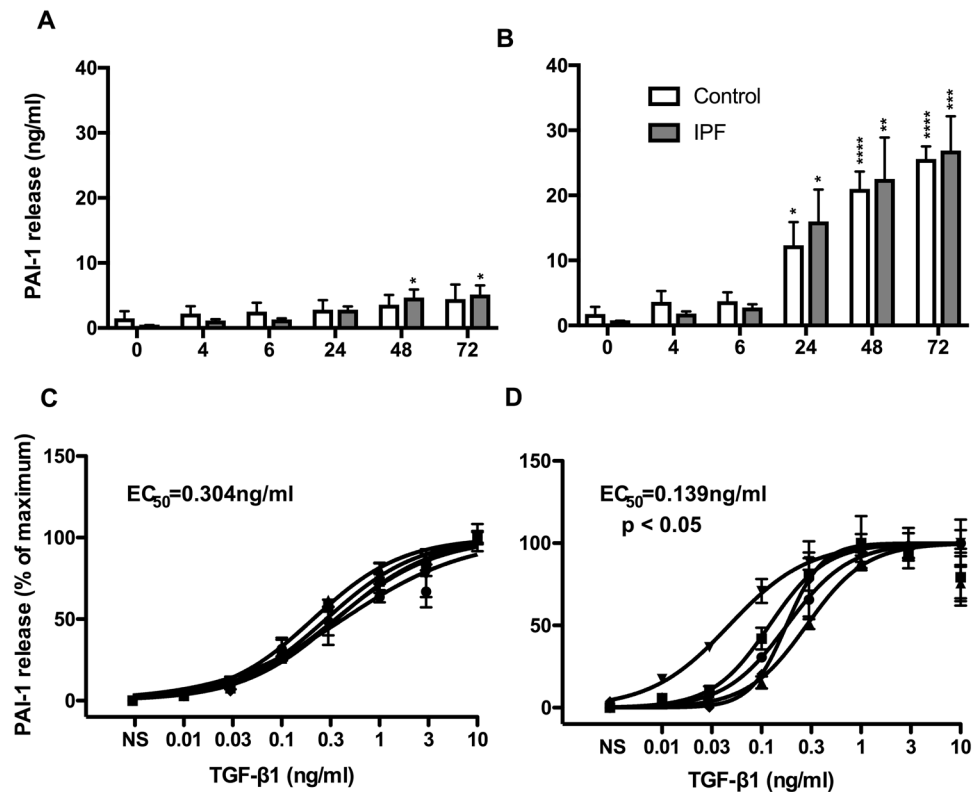 A
PAI-1 release (ng/ml)
40
30
20
10
0
*
*
0 4 6 24 48 72
B
40
30
20
10
0
Control
IPF
*
*
****
**
****
***
0 4 6 24 48 72
C
PAI-1 release (% of maximum)
150
100
50
0
EC50=0.304ng/ml
NS 0.01 0.03 0.1 0.3 1 3 10
TGF-β1 (ng/ml)
D
150
100
50
0
EC50=0.139ng/ml
p < 0.05
NS 0.01 0.03 0.1 0.3 1 3 10
TGF-β1 (ng/ml)